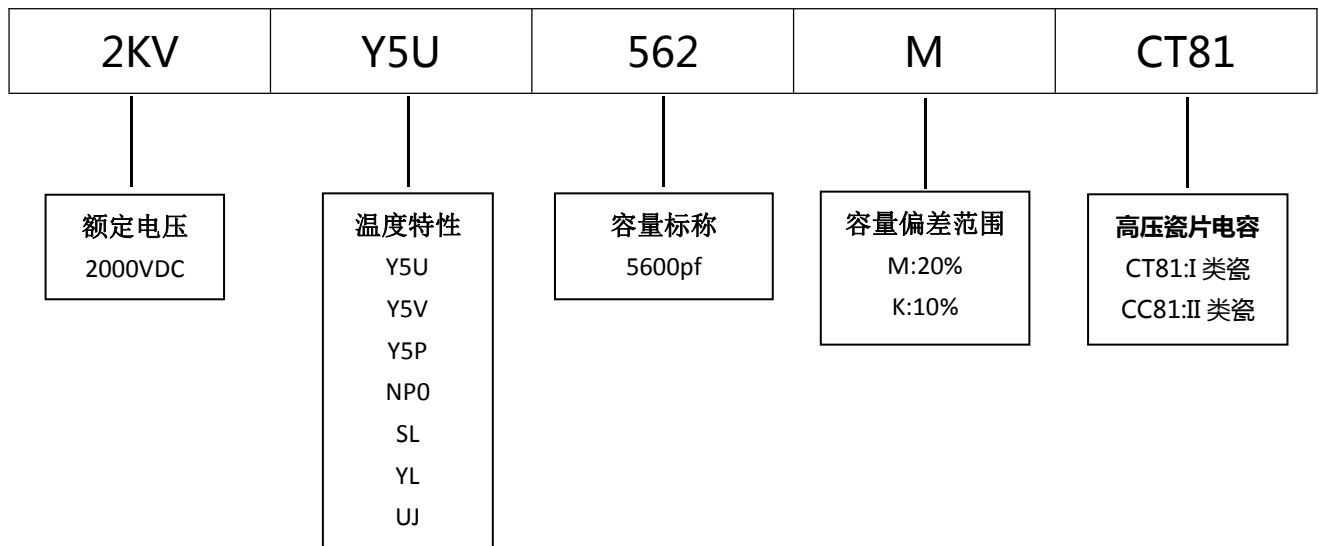 2KV Y5U 562 M CT81
额定电压
2000VDC
温度特性
Y5U
Y5V
Y5P
NP0
SL
YL
UJ
容量标称
5600pf
容量偏差范围
M:20%
K:10%
高压瓷片电容
CT81:I 类瓷
CC81:II 类瓷